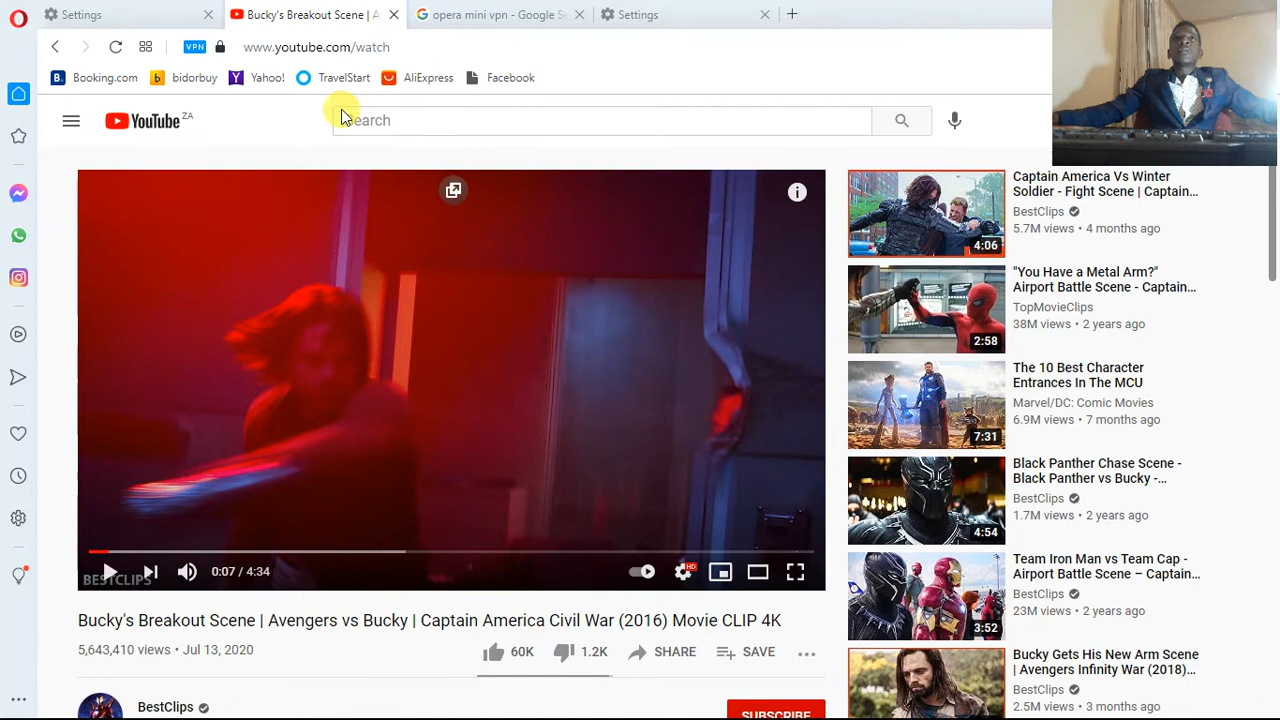 Settings
Bucky's Breakout Scene | A
opera mini vpn - Google Se
Settings
VPN
www.youtube.com/watch
B. Booking.com
b bidorbuy
Y Yahoo!
TravelStart
AliExpress
Facebook
YouTube ZA
Search
BESTCLIPS
0:07 / 4:34
HD
Bucky's Breakout Scene | Avengers vs Bucky | Captain America Civil War (2016) Movie CLIP 4K
5,643,410 views • Jul 13, 2020
60K
1.2K
SHARE
SAVE
BestClips
SUBSCRIBE
4:06
Captain America Vs Winter
Soldier - Fight Scene | Captain...
BestClips
5.7M views • 4 months ago
2:58
"You Have a Metal Arm?"
Airport Battle Scene - Captain...
TopMovieClips
38M views • 2 years ago
7:31
The 10 Best Character
Entrances In The MCU
Marvel/DC: Comic Movies
6.9M views • 7 months ago
4:54
Black Panther Chase Scene -
Black Panther vs Bucky -...
BestClips
1.7M views • 2 years ago
3:52
Team Iron Man vs Team Cap -
Airport Battle Scene – Captain...
BestClips
23M views • 2 years ago
Bucky Gets His New Arm Scene
| Avengers Infinity War (2018)...
BestClips
2.5M views • 3 months ago